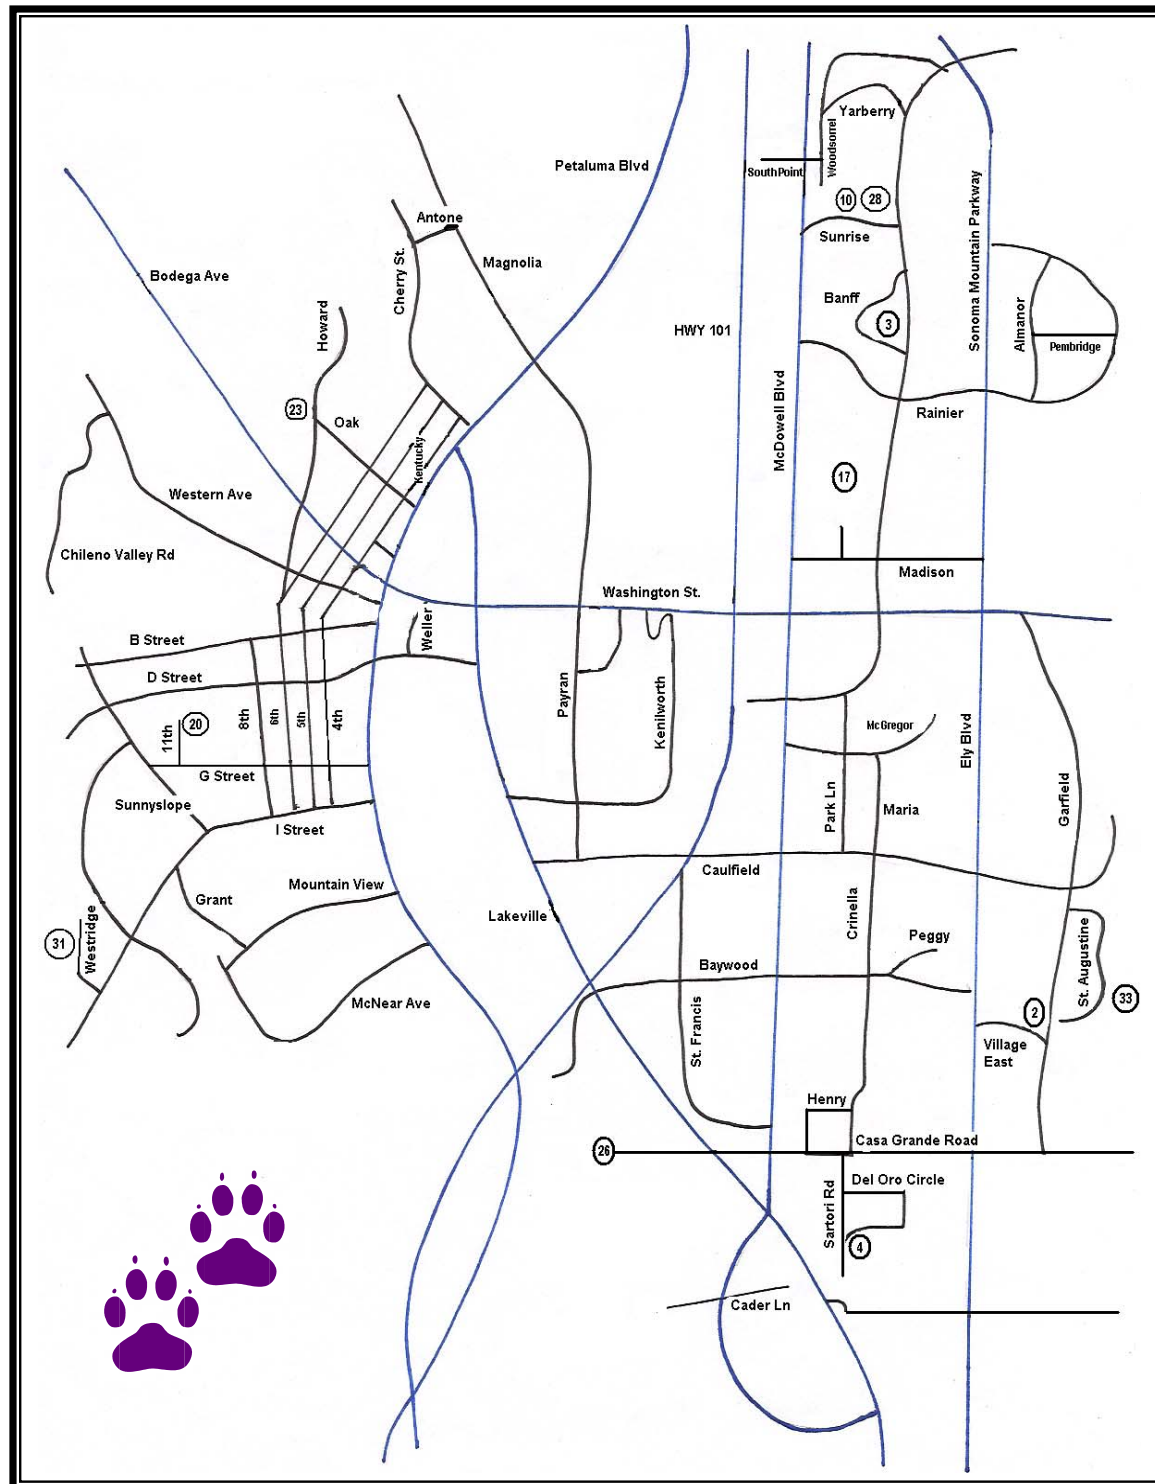 Yarberry
Petaluma Blvd
Woodsorrel
SouthPoint
10
28
Antone
Sunrise
Sonoma Mountain Parkway
Magnolia
Bodega Ave
Cherry St.
Banff
Howard
3
HWY 101
Almanor
Pembridge
McDowell Blvd
23
Oak
Rainier
Kentucky
17
Western Ave
Chileno Valley Rd
Madison
Washington St.
Weller
B Street
D Street
Payran
Kenilworth
11th
20
8th
6th
5th
4th
McGregor
Ely Blvd
G Street
Sunnyslope
Park Ln
Maria
Garfield
I Street
Caulfield
Mountain View
Grant
Lakeville
Crinella
31
Westridge
Peggy
Baywood
St. Augustine
McNear Ave
33
2
St. Francis
Village
East
Henry
26
Casa Grande Road
Del Oro Circle
Sartori Rd
4
Cader Ln